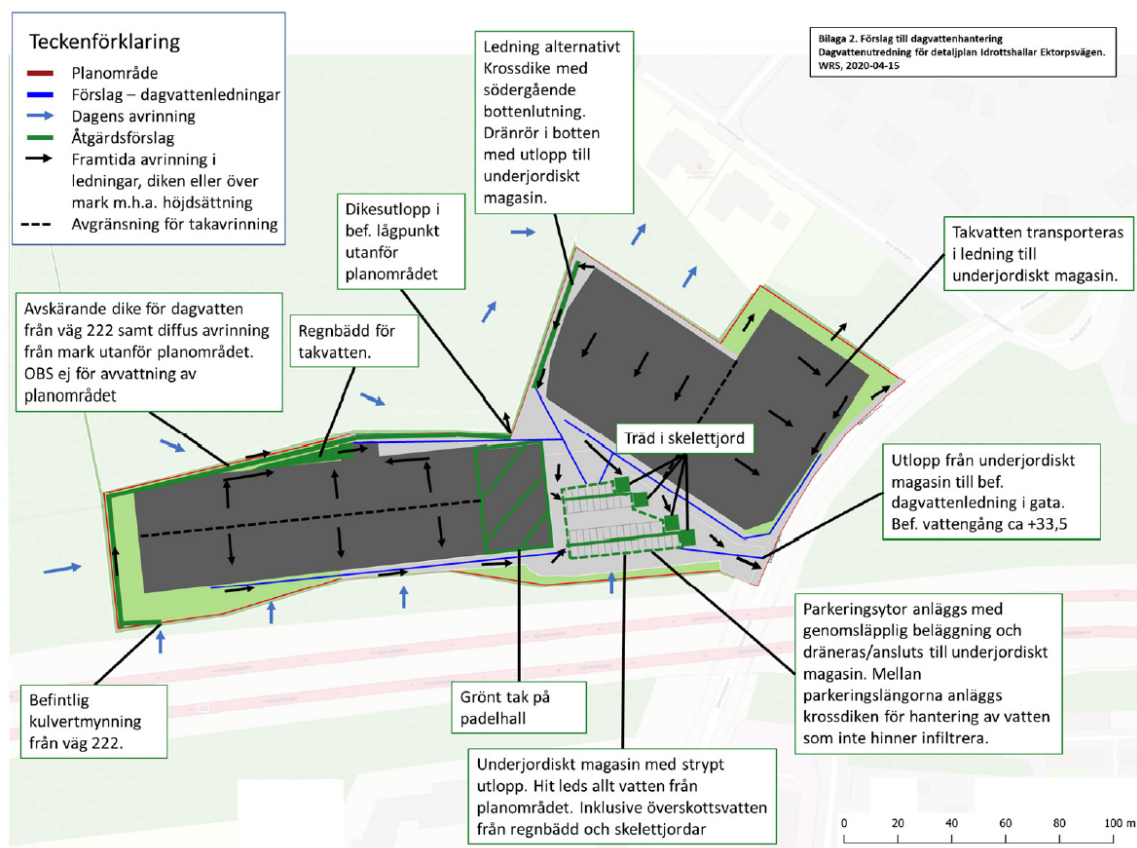 Teckenförklaring
Planområde
Förslag – dagvattenledningar
Dagens avrinning
Åtgärdsförslag
Framtida avrinning i
ledningar, diken eller över
mark m.h.a. höjdsättning
Avgränsning för takavrinning
Ledning alternativt
Krossdike med
södergående
bottenlutning.
Dränrör i botten
med utlopp till
underjordiskt
magasin.
Bilaga 2. Förslag till dagvattenhantering
Dagvattenutredning för detaljplan Idrottshallar Ektorpsvägen.
WRS, 2020-04-15
Dikesutlopp i
bef. lågpunkt
utanför
planområdet
Takvatten transporteras
i ledning till
underjordiskt magasin.
Avskärande dike för dagvatten
från väg 222 samt diffus avrinning
från mark utanför planområdet.
OBS ej för avvattning av
planområdet
Regnbädd för
takvatten.
Träd i skelettjord
Utlopp från underjordiskt
magasin till bef.
dagvattenledning i gata.
Bef. vattengång ca +33,5
Befintlig
kulvertmynning
från väg 222.
Grönt tak på
padelhall
Underjordiskt magasin med strypt
utlopp. Hit leds allt vatten från
planområdet. Inklusive överskottsvatten
från regnbädd och skelettjordar
Parkeringsytor anläggs med
genomsläpplig beläggning och
dräneras/ansluts till underjordiskt
magasin. Mellan
parkeringslängorna anläggs
krossdiken för hantering av vatten
som inte hinner infiltrera.
0 20 40 60 80 100 m